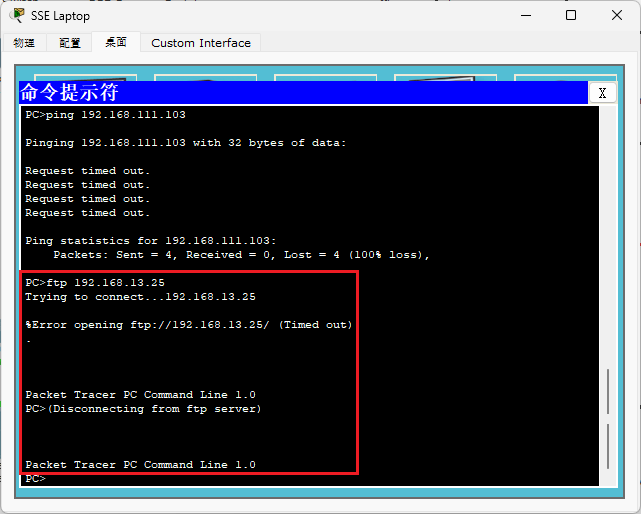 SSE Laptop
物理 配置 桌面 Custom Interface
命令提示符 X
PC>ping 192.168.111.103
Pinging 192.168.111.103 with 32 bytes of data:
Request timed out.
Request timed out.
Request timed out.
Request timed out.
Ping statistics for 192.168.111.103:
Packets: Sent = 4, Received = 0, Lost = 4 (100% loss),
PC>ftp 192.168.13.25
Trying to connect...192.168.13.25
%Error opening ftp://192.168.13.25/ (Timed out)
.
Packet Tracer PC Command Line 1.0
PC>(Disconnecting from ftp server)
Packet Tracer PC Command Line 1.0
PC>